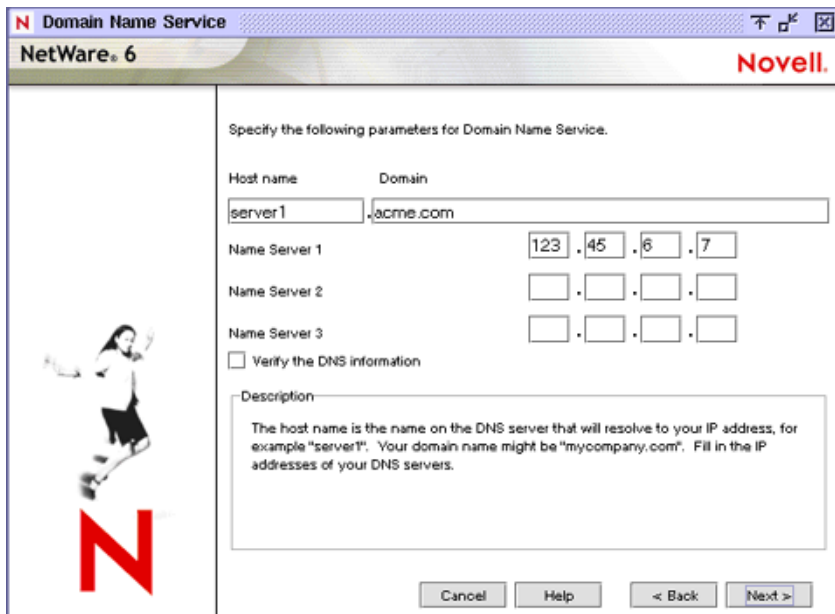 N Domain Name Service
NetWare® 6
Novell.
Specify the following parameters for Domain Name Service.
Host name Domain
server1 .acme.com
Name Server 1 123 . 45 . 6 . 7
Name Server 2 . . .
Name Server 3 . . .
Verify the DNS information
Description
The host name is the name on the DNS server that will resolve to your IP address, for
example "server1". Your domain name might be "mycompany.com". Fill in the IP
addresses of your DNS servers.
N
Cancel Help < Back Next >